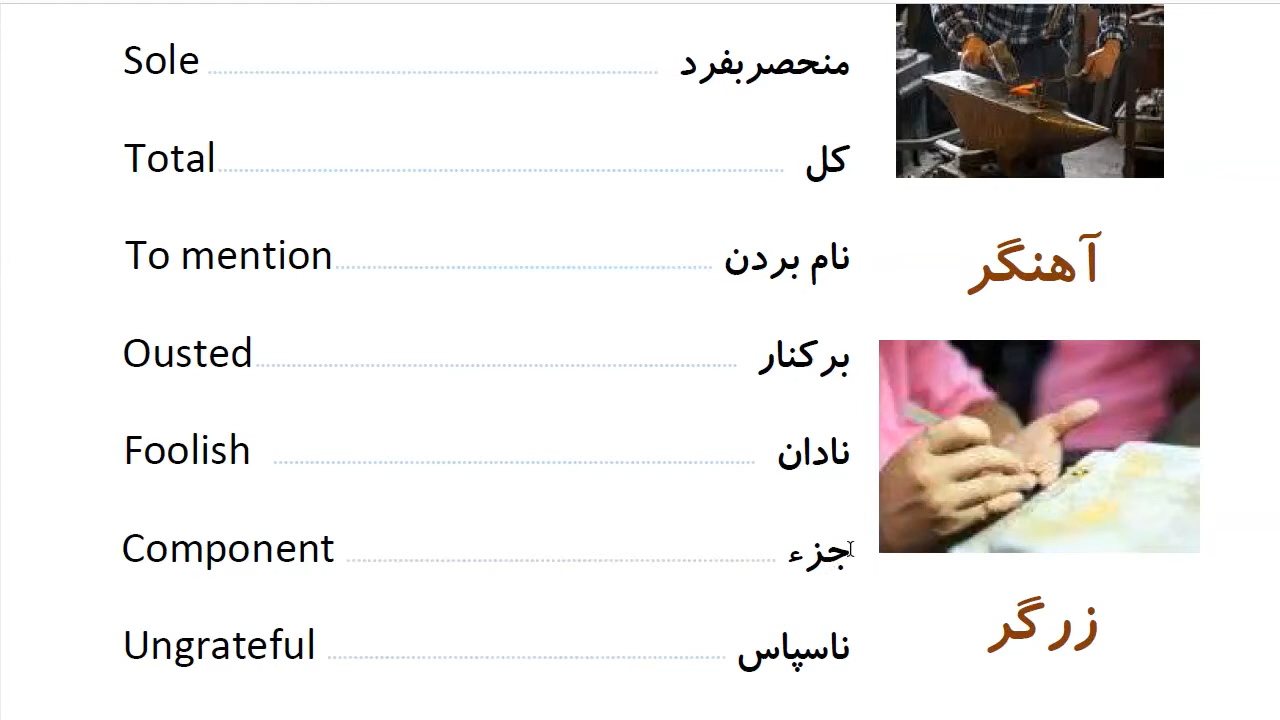 Sole منحصربفرد
Total کل
To mention نام بردن
Ousted برکنار
Foolish نادان
Component جزء
Ungrateful ناسپاس
آهنگر
زرگر